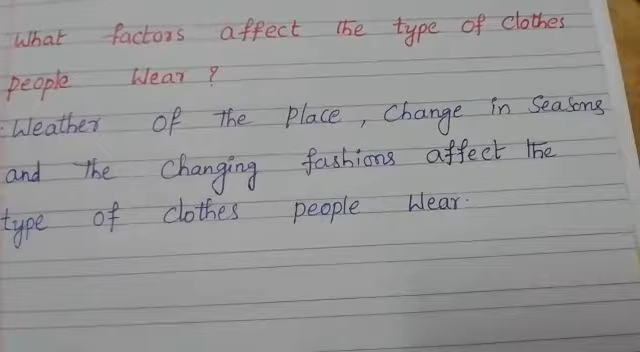 What factors affect the type of clothes
people Wear ?
Weather of the place, Change in Seasons
and the Changing fashions affect the
type of clothes people Wear.